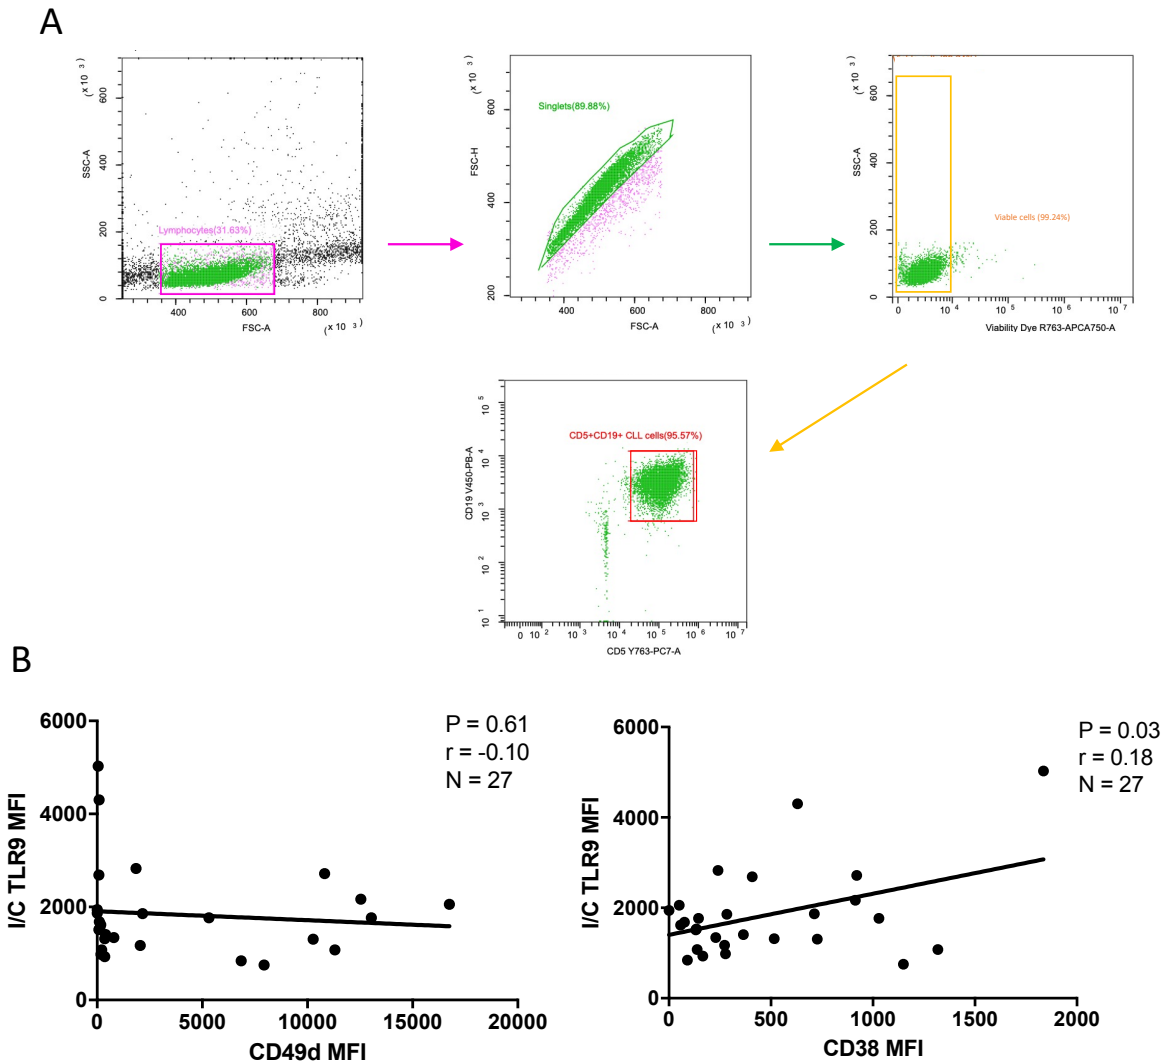 A
(x 10 3)
SSC-A
600
400
200
0
Lymphocytes(31.63%)
400
600
800
FSC-A
(x 10 3)
(x 10 3)
FSC-H
600
400
200
Singlets(89.88%)
400
600
800
FSC-A
(x 10 3)
(x 10 3)
SSC-A
600
400
200
0
Viable cells (99.24%)
0 10 4 10 5 10 6 10 7
Viability Dye R763-APCA750-A
CD19 V450-PB-A
10 5
10 4
10 3
10 2
10 1
CD5+CD19+ CLL cells(95.57%)
0 10 2 10 3 10 4 10 5 10 6 10 7
CD5 Y763-PC7-A
B
I/C TLR9 MFI
6000
4000
2000
0
P = 0.61
r = -0.10
N = 27
0 5000 10000 15000 20000
CD49d MFI
I/C TLR9 MFI
6000
4000
2000
0
P = 0.03
r = 0.18
N = 27
0 500 1000 1500 2000
CD38 MFI